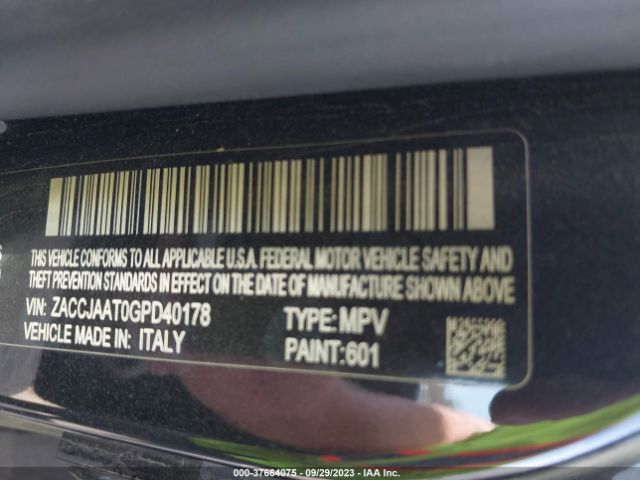 THIS VEHICLE CONFORMS TO ALL APPLICABLE U.S.A. FEDERAL MOTOR VEHICLE SAFETY AND
THEFT PREVENTION STANDARDS IN EFFECT ON THE DATE OF MANUFACTURE SHOWN ABOVE
VIN: ZACCJAAT0GPD40178 TYPE: MPV
VEHICLE MADE IN: ITALY PAINT: 601
000-37664075 - 09/29/2023 - IAA Inc.